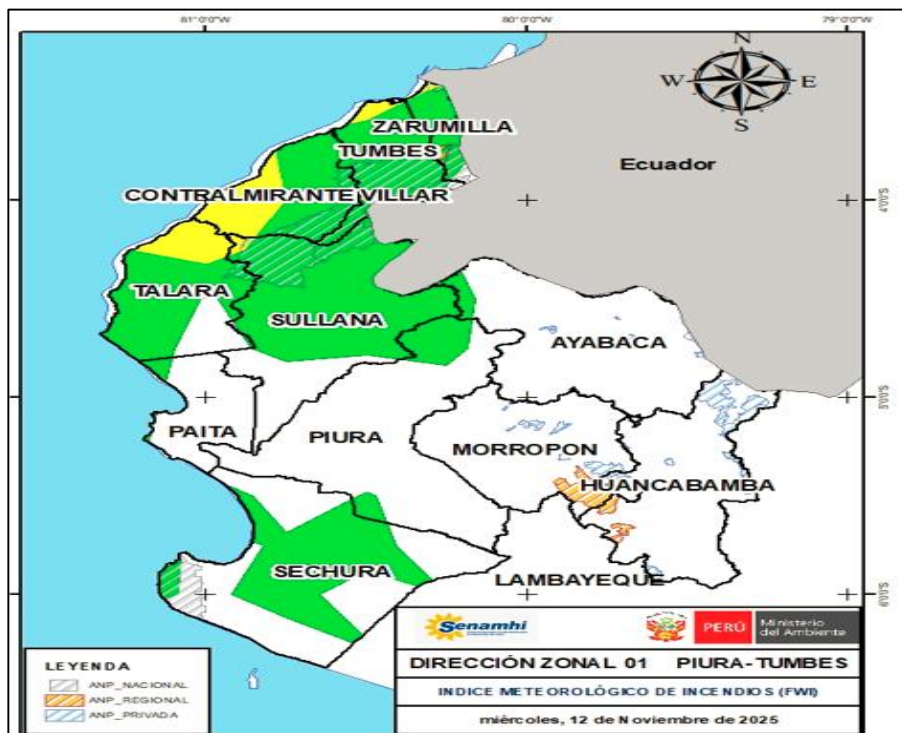 81°0'0"W
80°0'0"W
79°0'0"W
N
W
E
S
ZARUMILLA
TUMBES
Ecuador
CONTRALMIRANTE VILLAR
4°0'0"S
TALARA
SULLANA
AYABACA
5°0'0"S
PAITA
PIURA
MORROPON
HUANCABAMBA
SECHURA
LAMBAYEQUE
6°0'0"S
Senamhi
PERÚ
Ministerio
del Ambiente
LEYENDA
ANP_NACIONAL
ANP_REGIONAL
ANP_PRIVADA
DIRECCIÓN ZONAL 01 PIURA-TUMBES
INDICE METEOROLÓGICO DE INCENDIOS (FWI)
miércoles, 12 de Noviembre de 2025